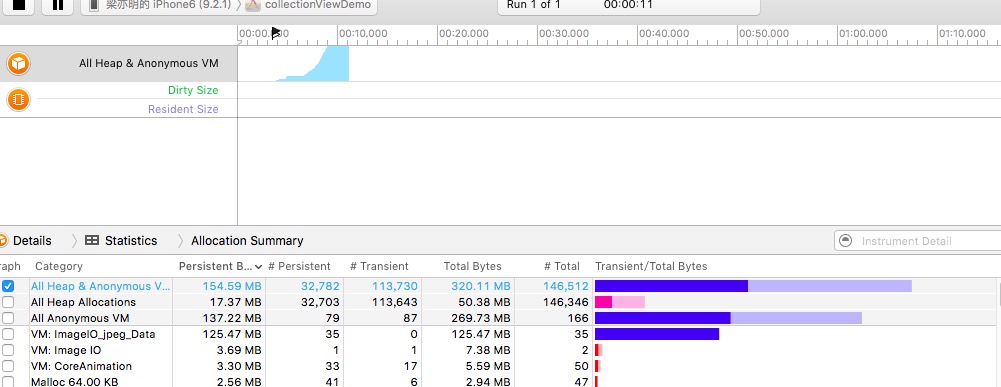 梁亦明的 iPhone6 (9.2.1) 〉 collectionViewDemo Run 1 of 1 00:00:11
00:00.000 00:10.000 00:20.000 00:30.000 00:40.000 00:50.000 01:00.000 01:10.000
All Heap & Anonymous VM
Dirty Size
Resident Size
Details 〉 Statistics 〉 Allocation Summary Instrument Detail
raph Category Persistent B... # Persistent # Transient Total Bytes # Total Transient/Total Bytes
All Heap & Anonymous V... 154.59 MB 32,782 113,730 320.11 MB 146,512
All Heap Allocations 17.37 MB 32,703 113,643 50.38 MB 146,346
All Anonymous VM 137.22 MB 79 87 269.73 MB 166
VM: ImageIO_jpeg_Data 125.47 MB 35 0 125.47 MB 35
VM: Image IO 3.69 MB 1 1 7.38 MB 2
VM: CoreAnimation 3.30 MB 33 17 5.59 MB 50
Malloc 64.00 KB 2.56 MB 41 6 2.94 MB 47